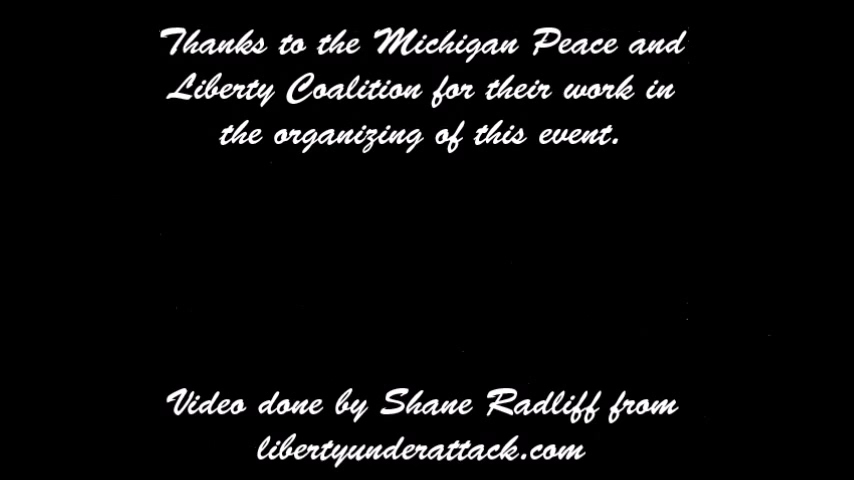 Thanks to the Michigan Peace and
Liberty Coalition for their work in
the organizing of this event.
Video done by Shane Radliff from
libertyunderattack.com